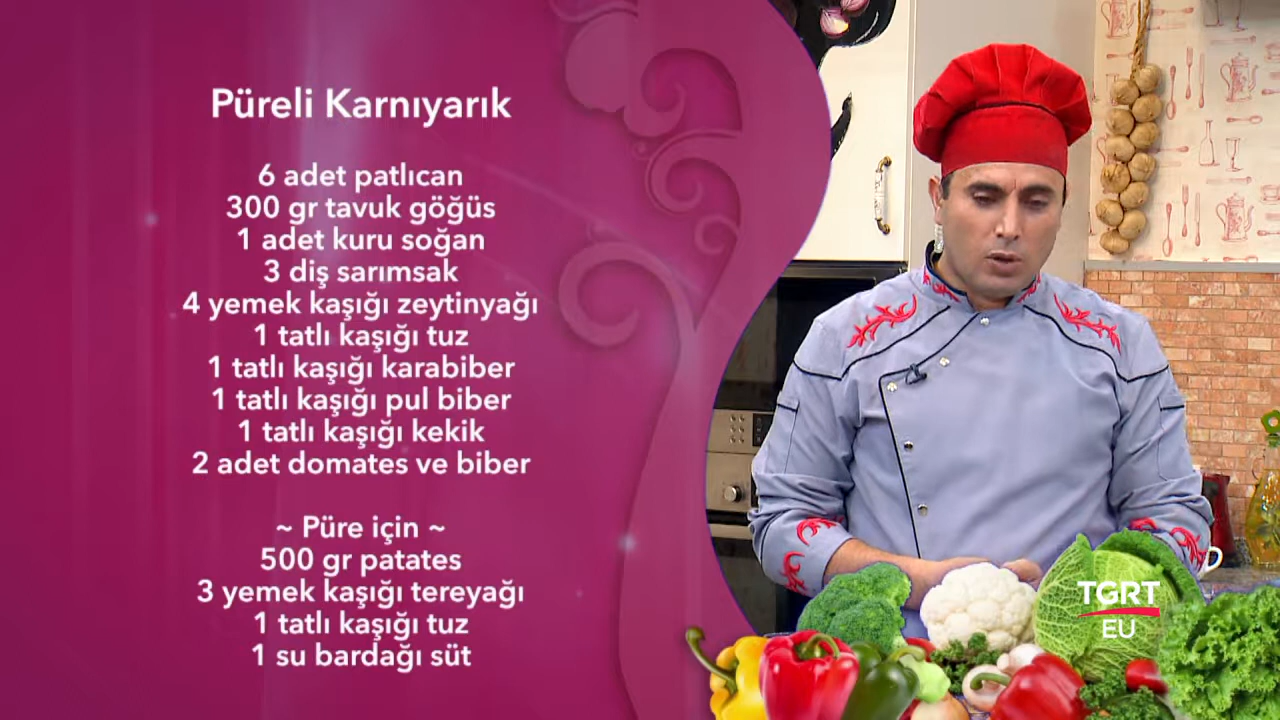 Püreli Karnıyarık
6 adet patlıcan
300 gr tavuk göğüs
1 adet kuru soğan
3 diş sarımsak
4 yemek kaşığı zeytinyağı
1 tatlı kaşığı tuz
1 tatlı kaşığı karabiber
1 tatlı kaşığı pul biber
1 tatlı kaşığı kekik
2 adet domates ve biber
~ Püre için ~
500 gr patates
3 yemek kaşığı tereyağı
1 tatlı kaşığı tuz
1 su bardağı süt
TGRT
EU